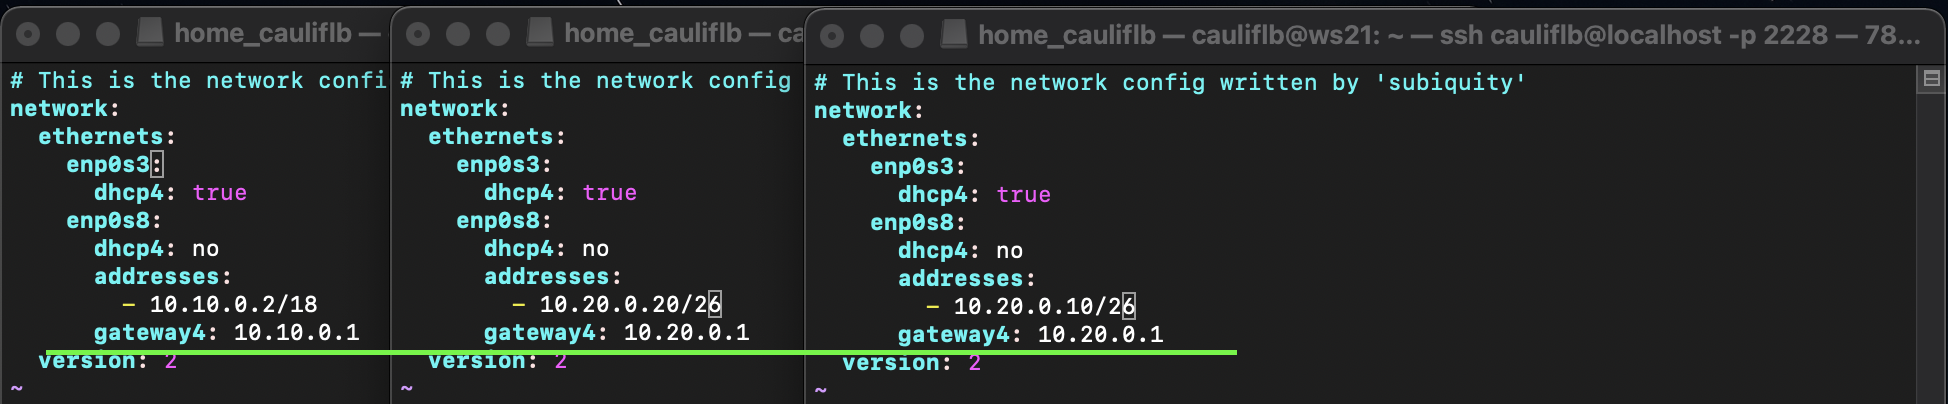 home_cauliflb —
# This is the network confi
network:
  ethernets:
    enp0s3:
      dhcp4: true
    enp0s8:
      dhcp4: no
      addresses:
        - 10.10.0.2/18
      gateway4: 10.10.0.1
  version: 2
~
home_cauliflb — ca
# This is the network config
network:
  ethernets:
    enp0s3:
      dhcp4: true
    enp0s8:
      dhcp4: no
      addresses:
        - 10.20.0.20/26
      gateway4: 10.20.0.1
  version: 2
~
home_cauliflb — cauliflb@ws21: ~ — ssh cauliflb@localhost -p 2228 — 78...
# This is the network config written by 'subiquity'
network:
  ethernets:
    enp0s3:
      dhcp4: true
    enp0s8:
      dhcp4: no
      addresses:
        - 10.20.0.10/26
      gateway4: 10.20.0.1
  version: 2
~